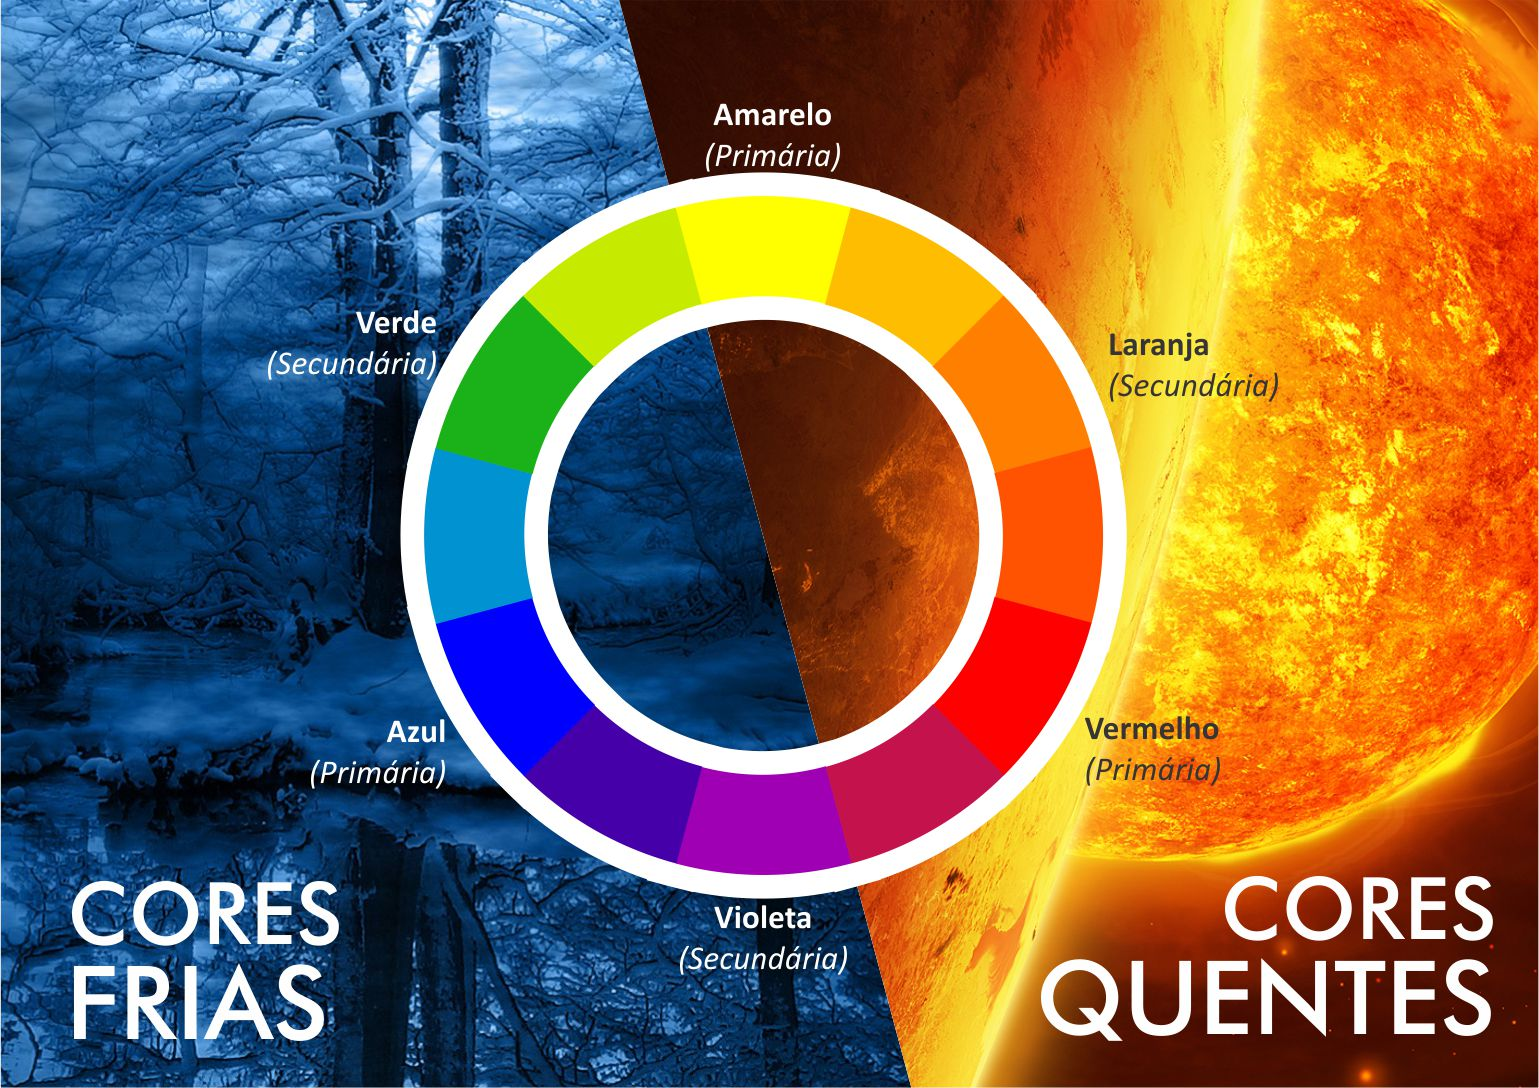 Amarelo
(Primária)
Verde
(Secundária)
Laranja
(Secundária)
Azul
(Primária)
Vermelho
(Primária)
Violeta
(Secundária)
CORES
FRIAS
CORES
QUENTES